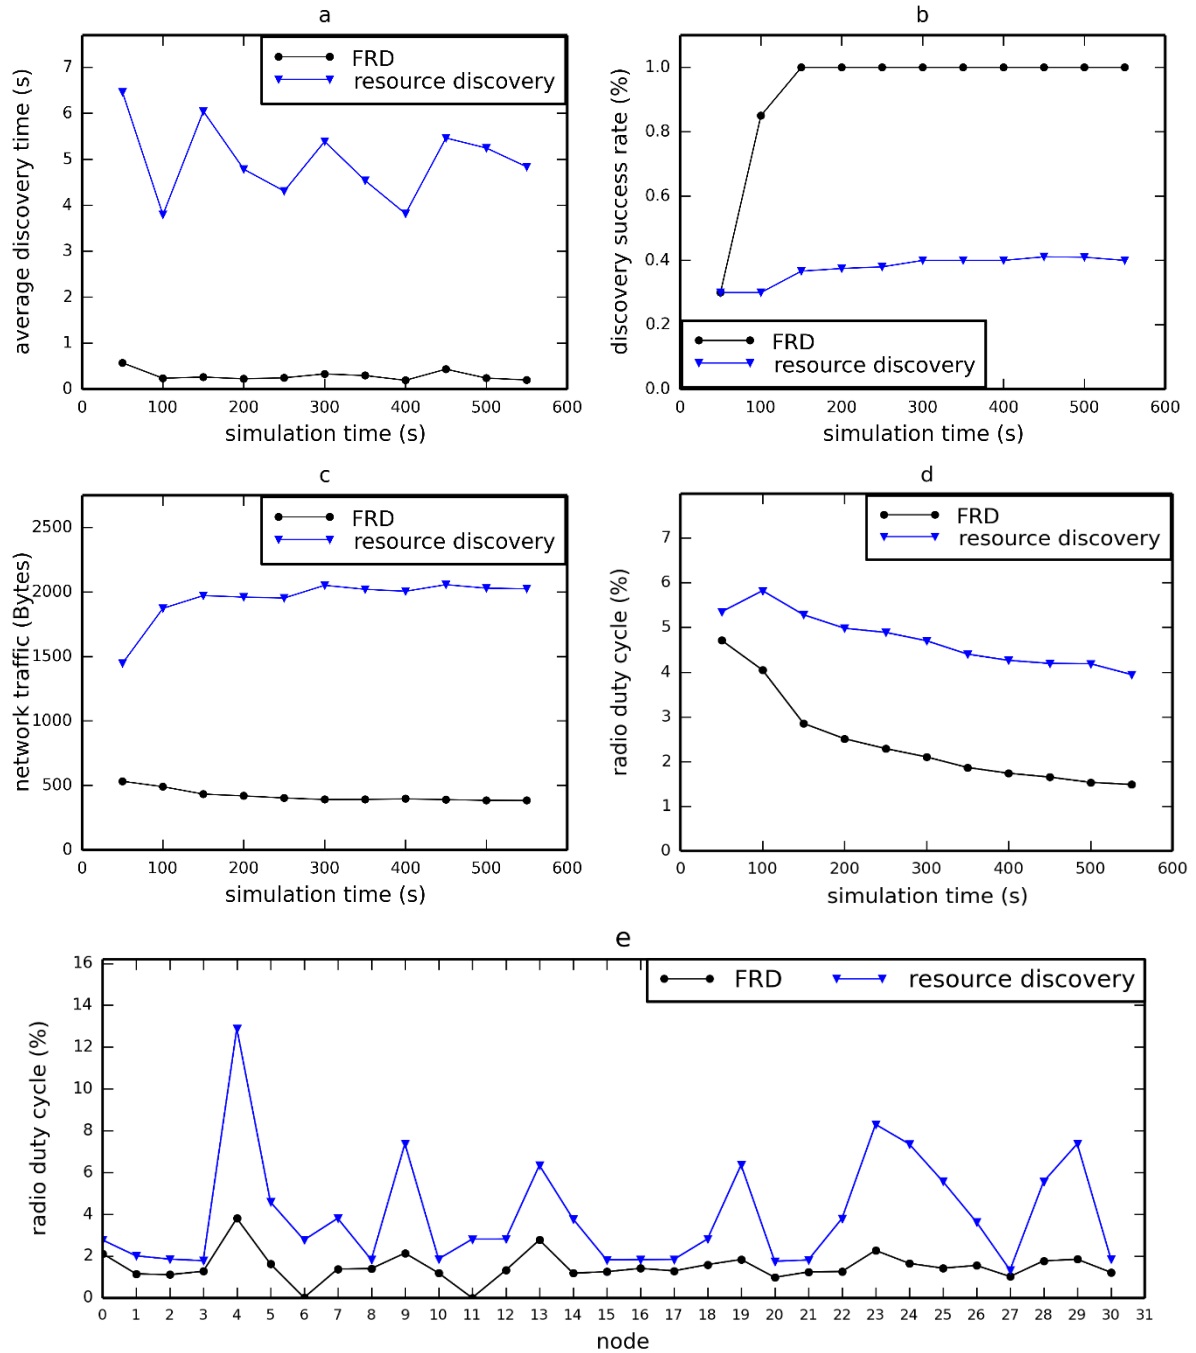 a
average discovery time (s)
7
6
5
4
3
2
1
0
0 100 200 300 400 500 600
simulation time (s)
FRD
resource discovery
b
discovery success rate (%)
1.0
0.8
0.6
0.4
0.2
0.0
0 100 200 300 400 500 600
simulation time (s)
FRD
resource discovery
c
network traffic (Bytes)
2500
2000
1500
1000
500
0
0 100 200 300 400 500 600
simulation time (s)
FRD
resource discovery
d
radio duty cycle (%)
7
6
5
4
3
2
1
0
0 100 200 300 400 500 600
simulation time (s)
FRD
resource discovery
e
radio duty cycle (%)
16
14
12
10
8
6
4
2
0
0 1 2 3 4 5 6 7 8 9 10 11 12 13 14 15 16 17 18 19 20 21 22 23 24 25 26 27 28 29 30 31
node
FRD resource discovery